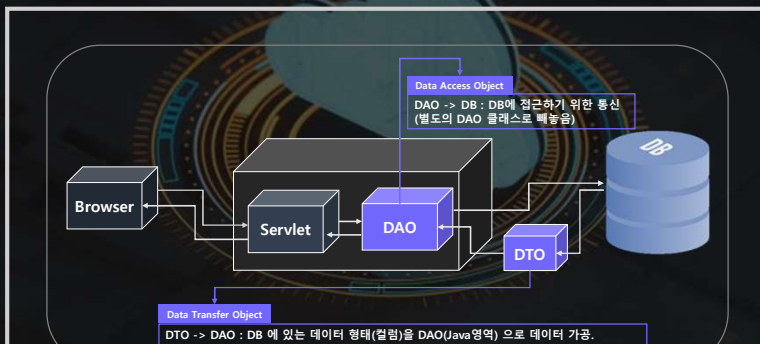 Data Access Object
DAO -> DB : DB에 접근하기 위한 통신
(별도의 DAO 클래스로 빼놓음)
DB
Browser
Servlet
DAO
DTO
Data Transfer Object
DTO -> DAO : DB 에 있는 데이터 형태(컬럼)을 DAO(Java영역) 으로 데이터 가공.